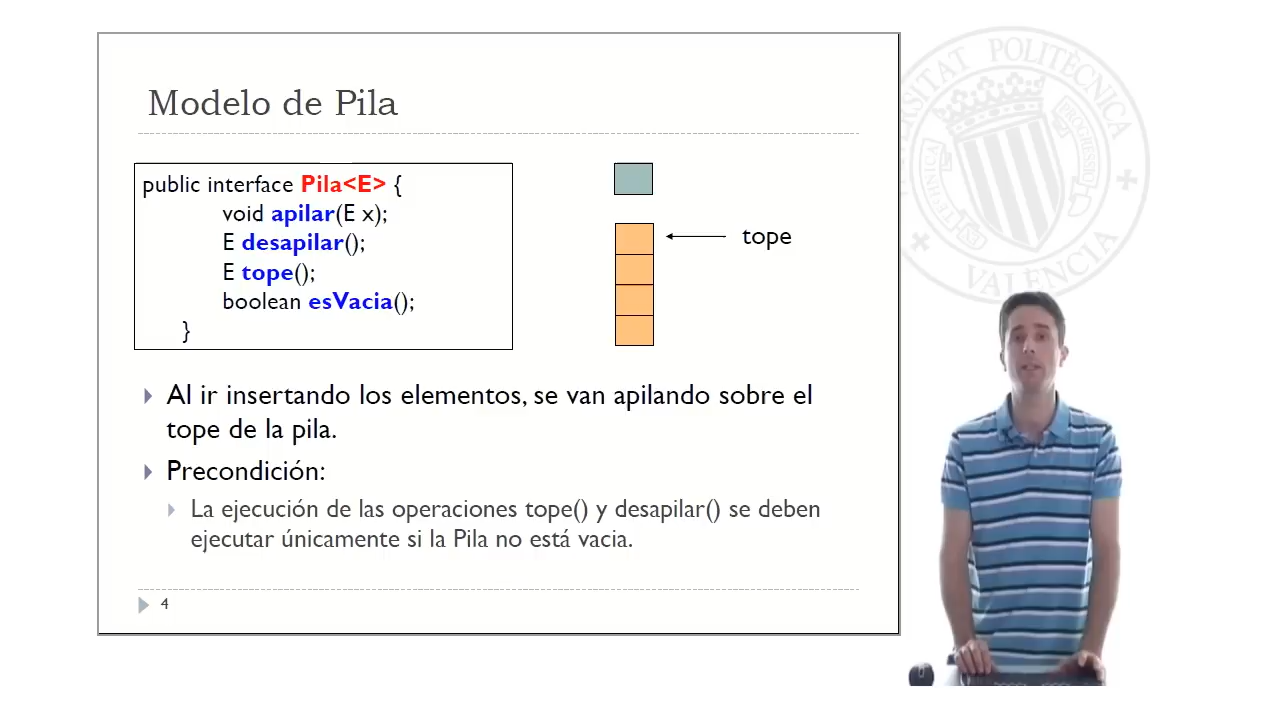 Modelo de Pila
public interface Pila<E> {
void apilar(E x);
E desapilar();
E tope();
boolean esVacia();
}
tope
Al ir insertando los elementos, se van apilando sobre el
tope de la pila.
Precondición:
La ejecución de las operaciones tope() y desapilar() se deben
ejecutar únicamente si la Pila no está vacia.
4
POLITÈCNICA
VALÈNCIA